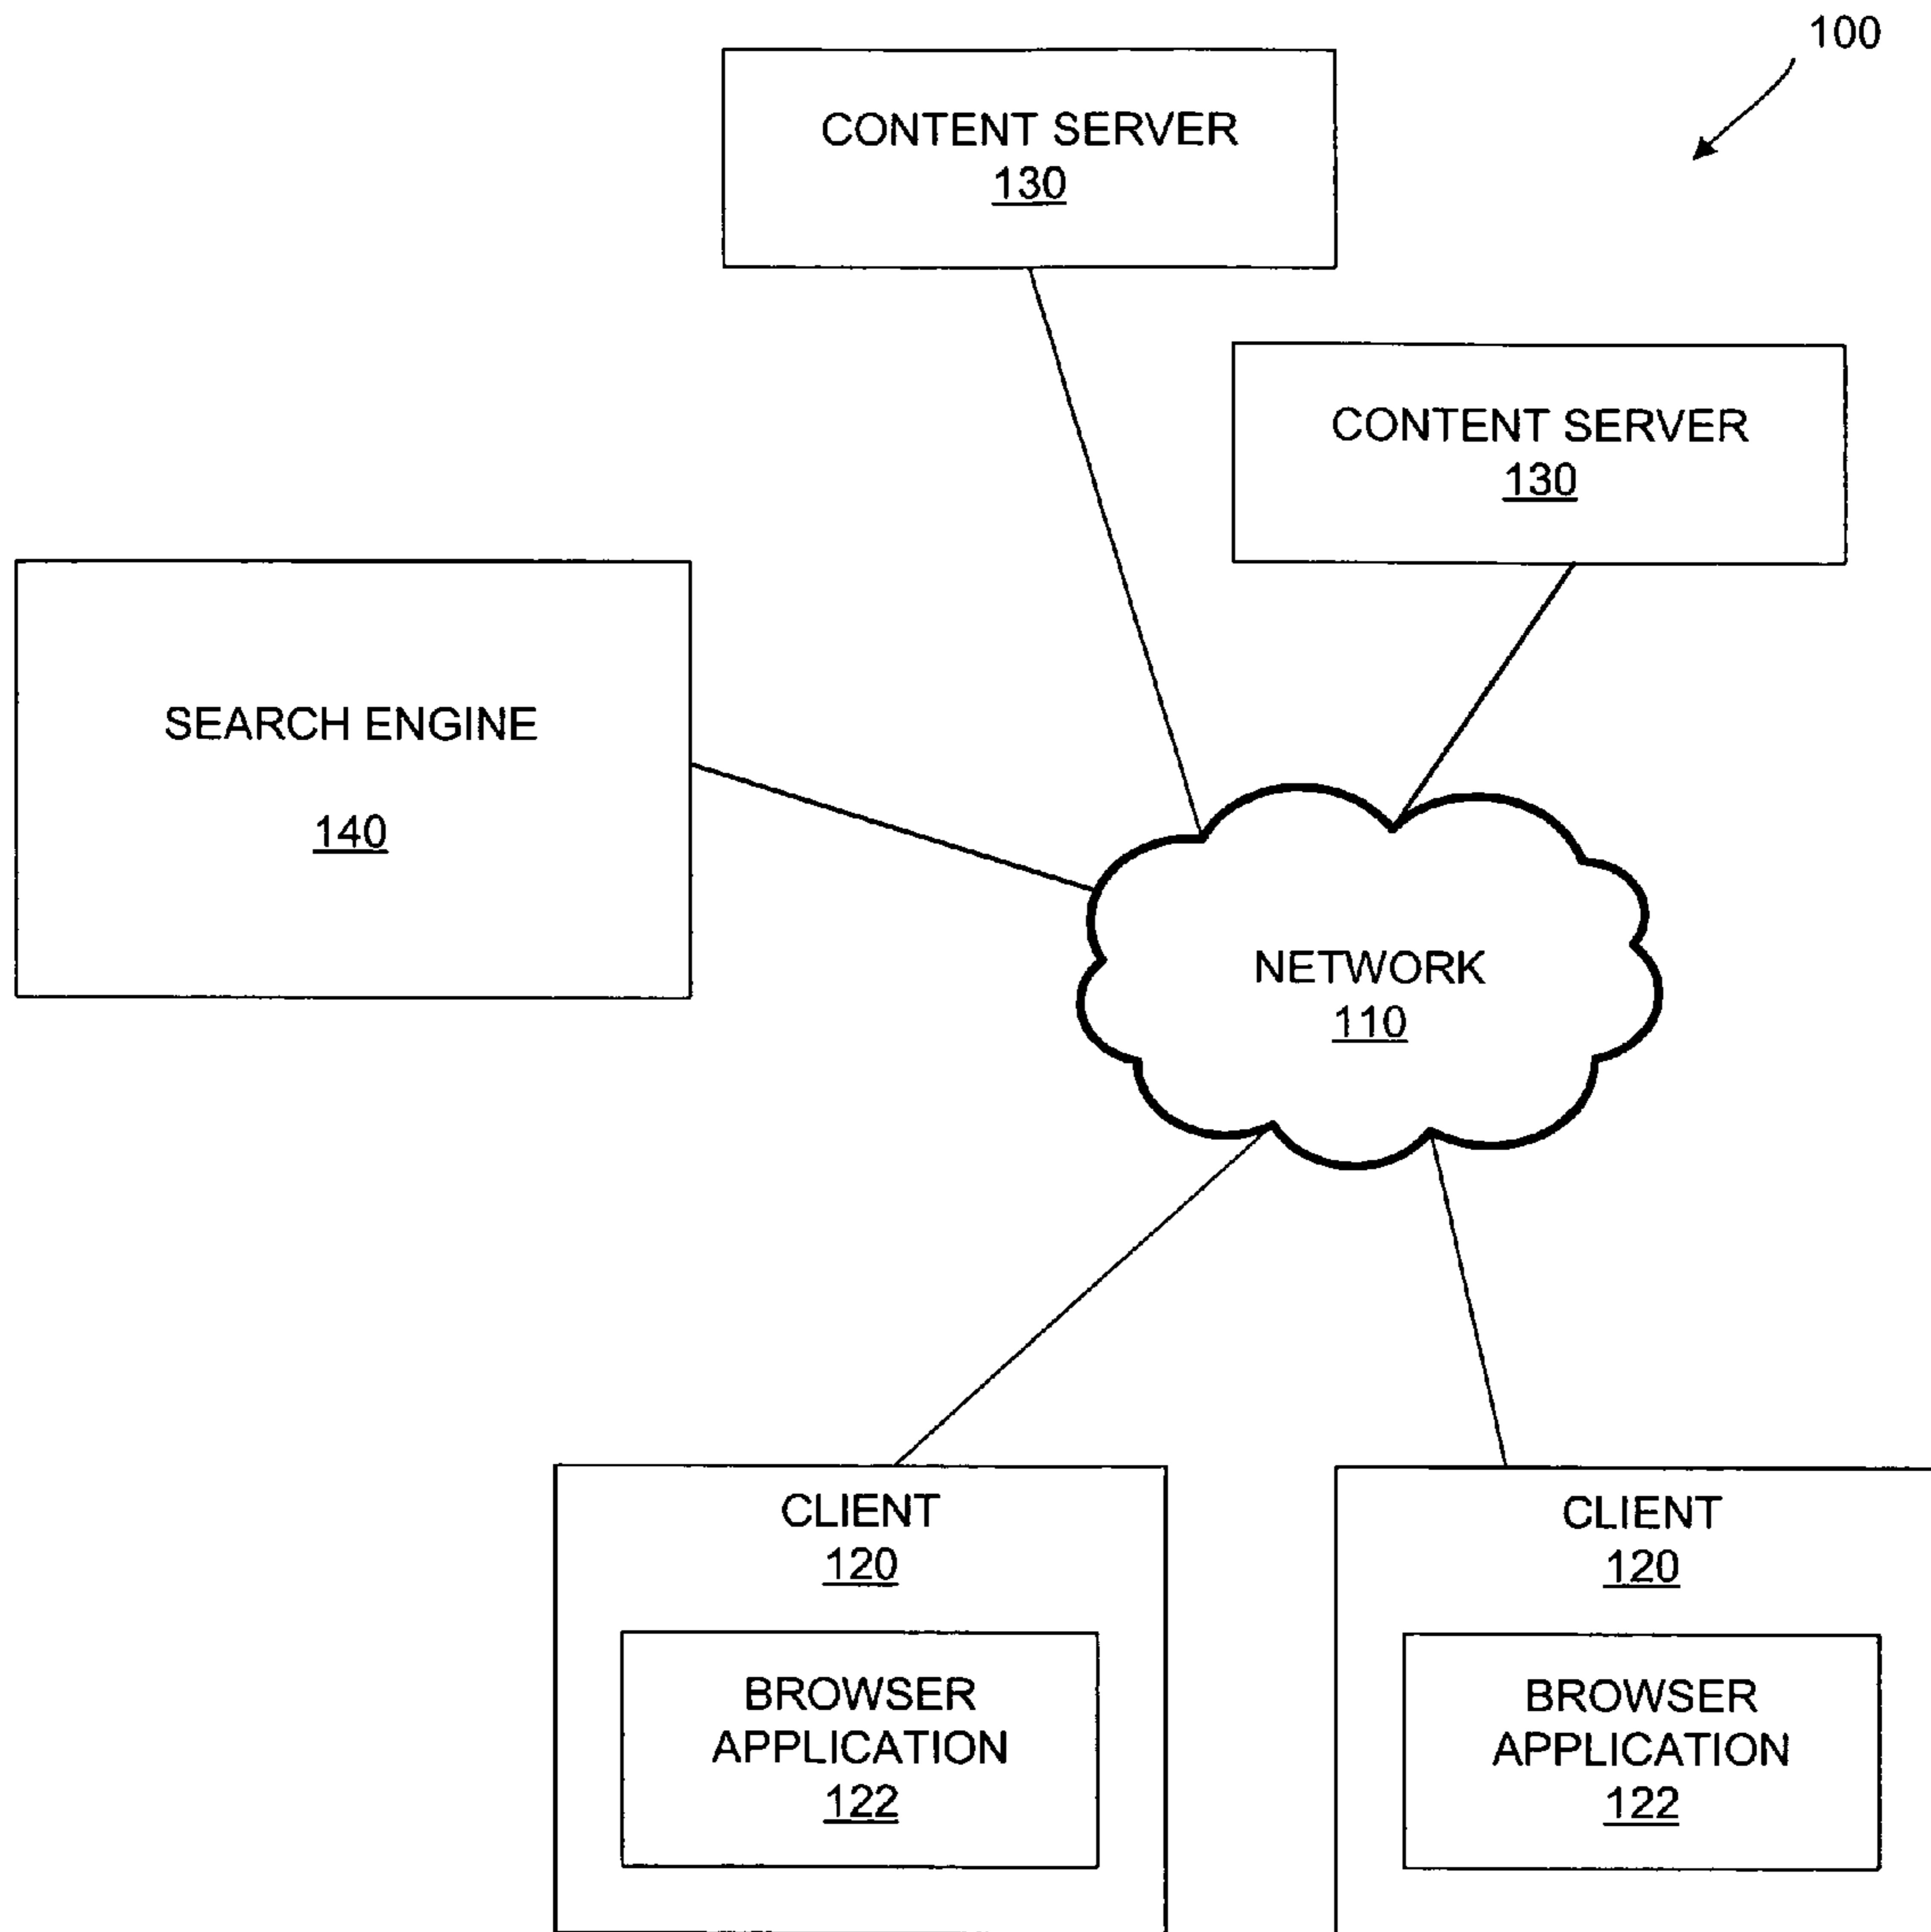 100
CONTENT SERVER
130
CONTENT SERVER
130
SEARCH ENGINE
140
NETWORK
110
CLIENT
120
BROWSER
APPLICATION
122
CLIENT
120
BROWSER
APPLICATION
122